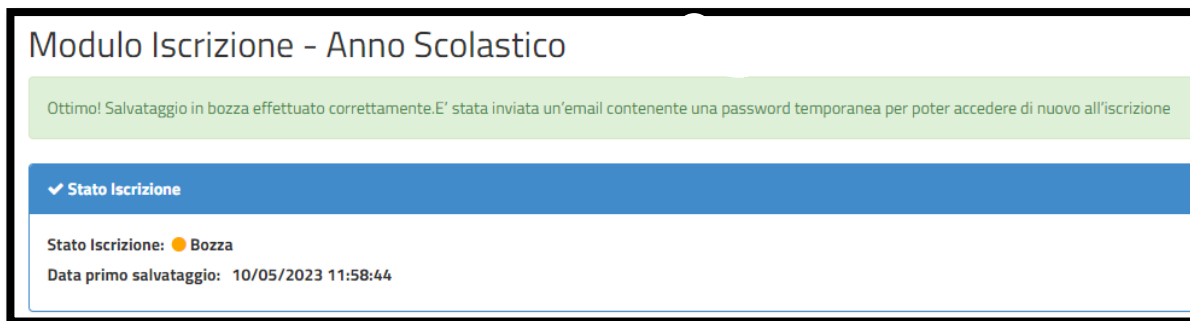 Modulo Iscrizione - Anno Scolastico
Ottimo! Salvataggio in bozza effettuato correttamente.E' stata inviata un'email contenente una password temporanea per poter accedere di nuovo all'iscrizione
Stato Iscrizione
Stato Iscrizione: Bozza
Data primo salvataggio: 10/05/2023 11:58:44